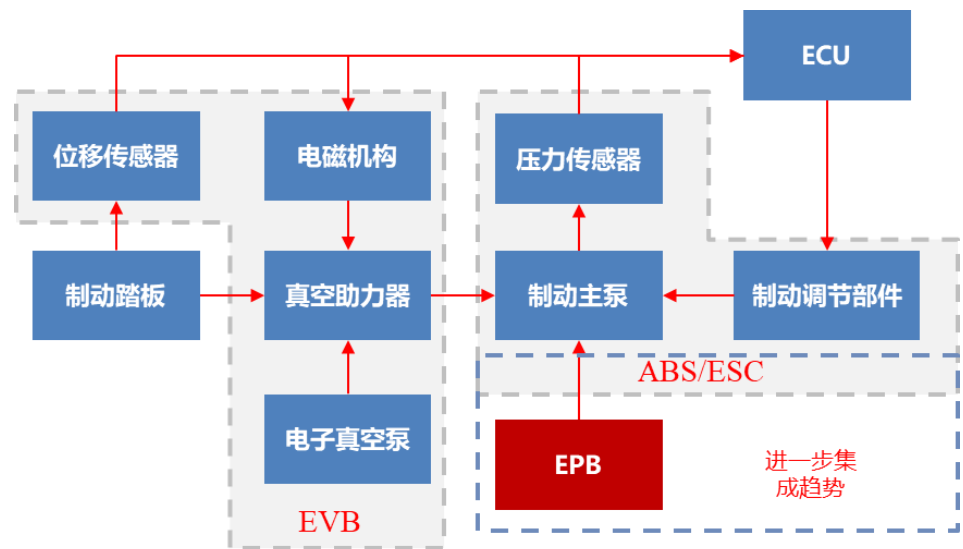 ECU
位移传感器
电磁机构
压力传感器
制动踏板
真空助力器
制动主泵
制动调节部件
ABS/ESC
电子真空泵
EPB
进一步集
成趋势
EVB